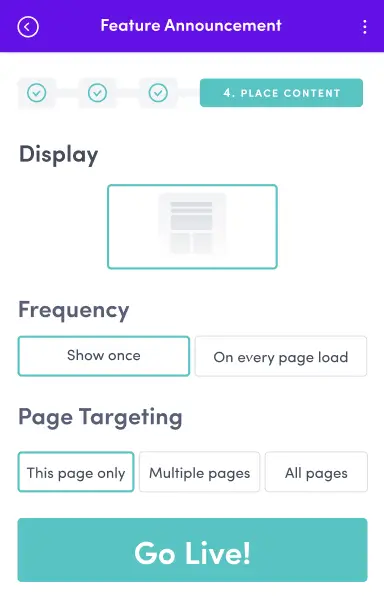 Feature Announcement
4. PLACE CONTENT
Display
Frequency
Show once
On every page load
Page Targeting
This page only
Multiple pages
All pages
Go Live!